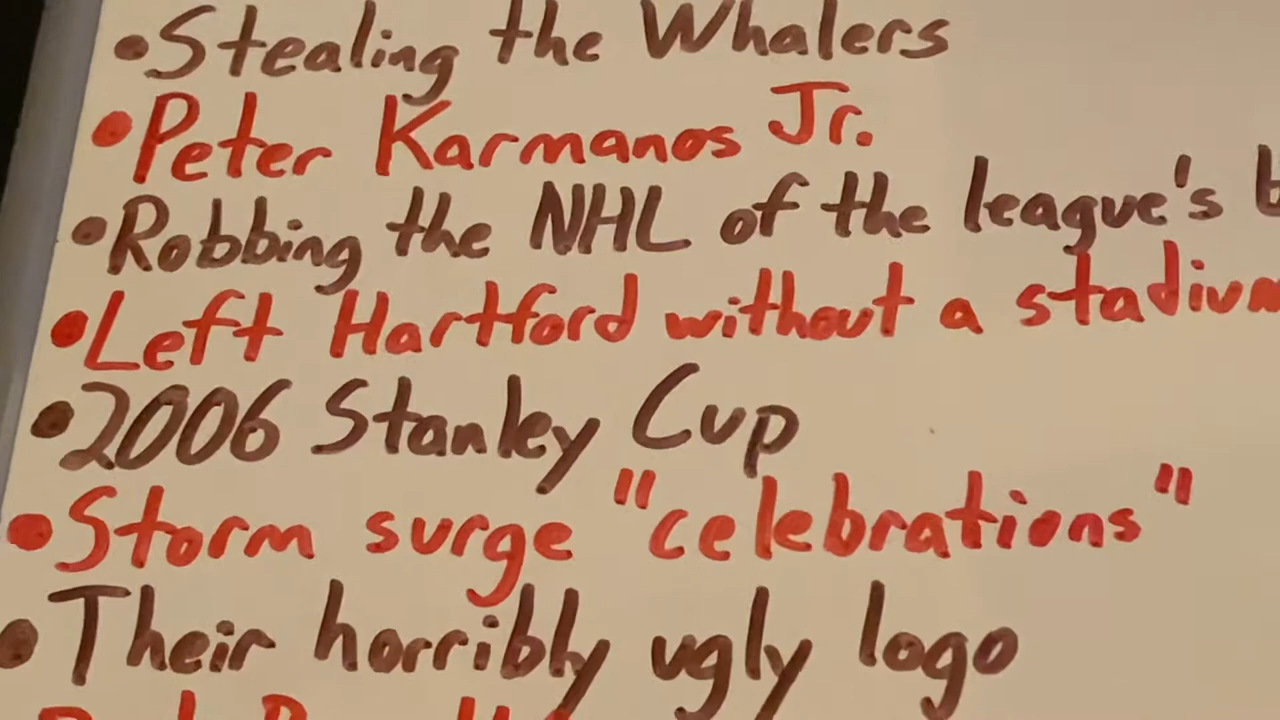 •Stealing the Whalers
•Peter Karmanos Jr.
•Robbing the NHL of the league's
•Left Hartford without a stadium
•2006 Stanley Cup
•Storm surge "celebrations"
•Their horribly ugly logo